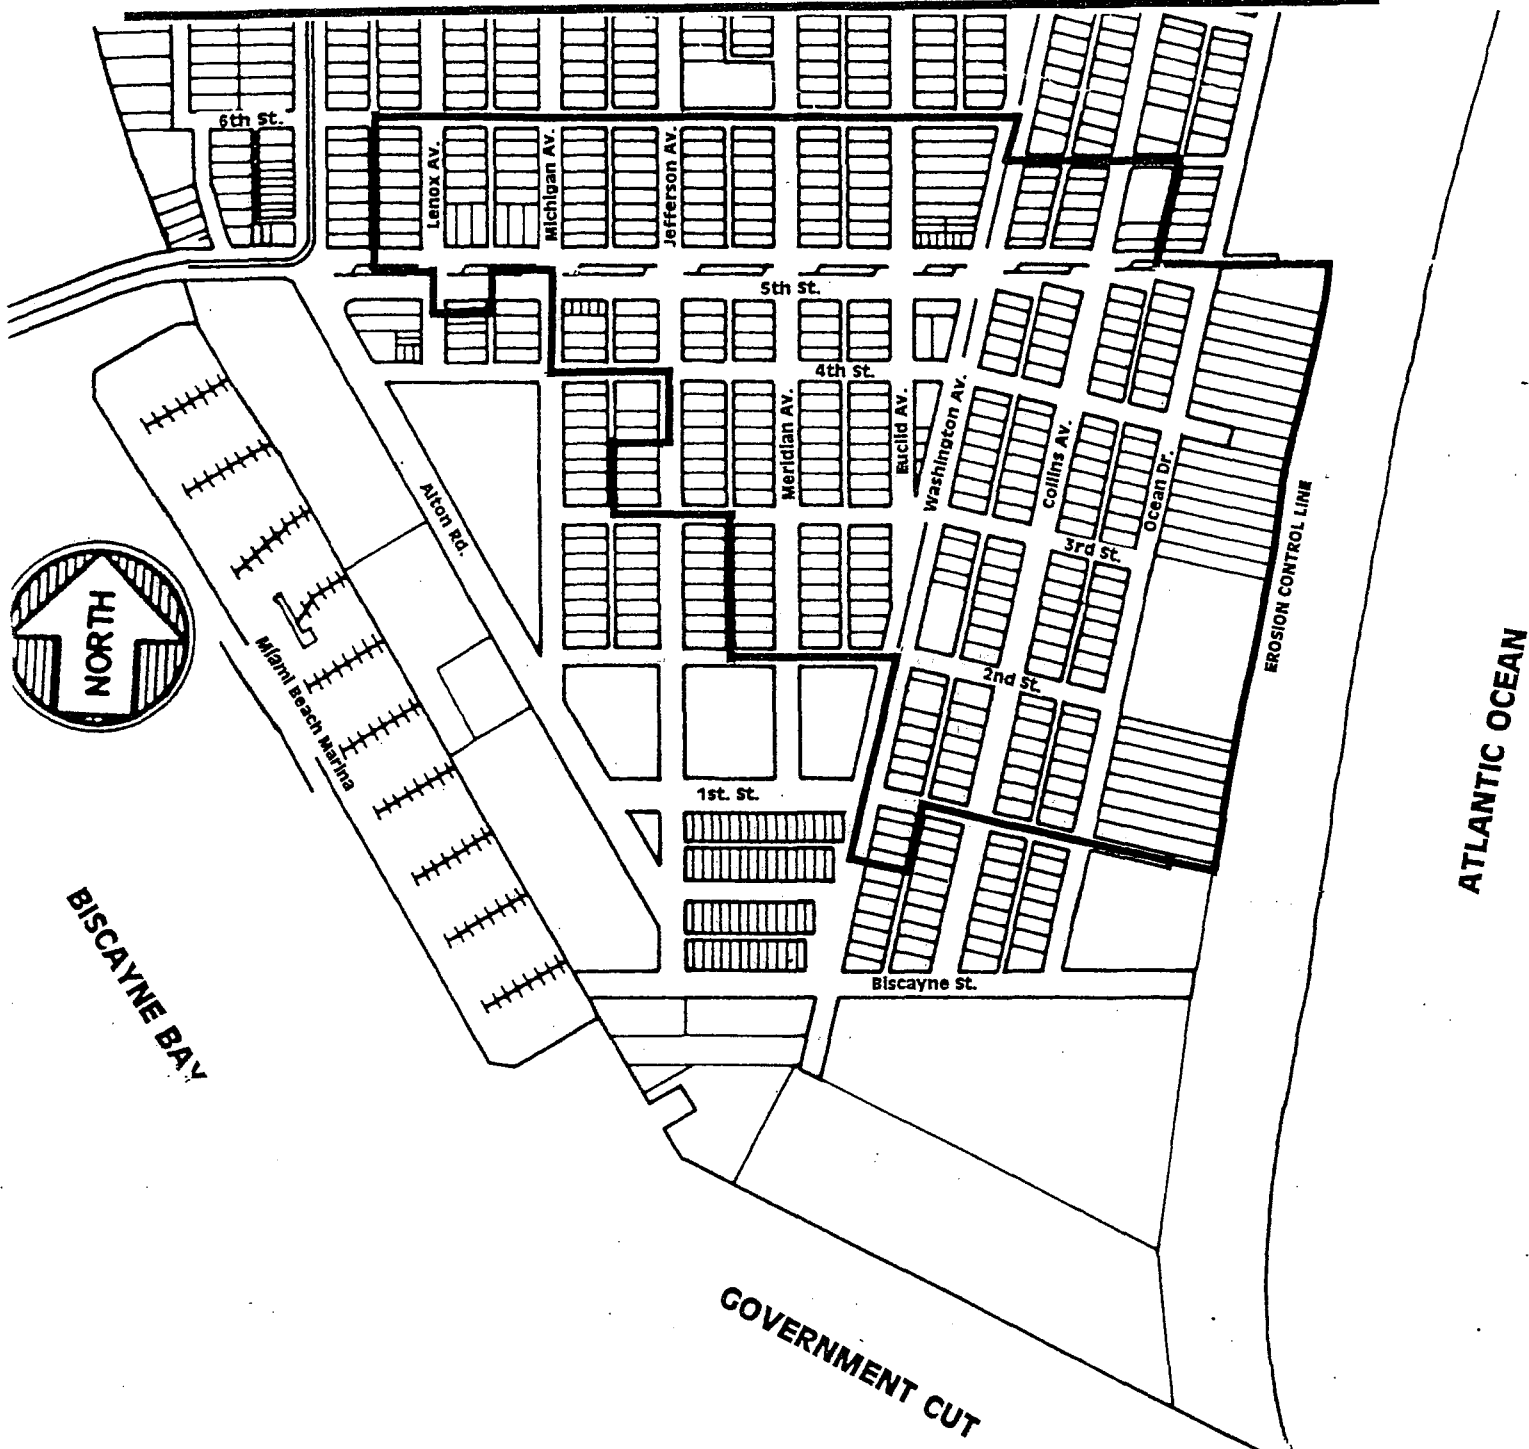 6th St.
Lenox Av.
Michigan Av.
Jefferson Av.
5th St.
4th St.
Meridian Av.
Euclid Av.
Washington Av.
Collins Av.
Ocean Dr.
Alton Rd.
3rd St.
EROSION CONTROL LINE
NORTH
Miami Beach Marina
2nd St.
ATLANTIC OCEAN
1st. St.
BISCAYNE BAY
Biscayne St.
GOVERNMENT CUT